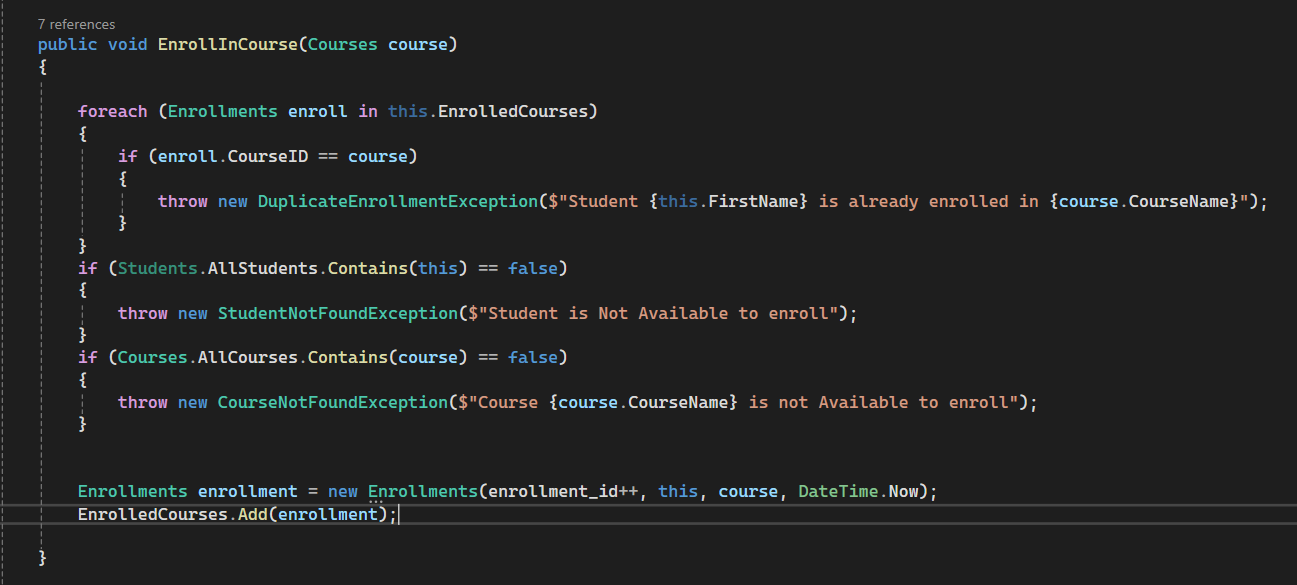 7 references
public void EnrollInCourse(Courses course)
{
foreach (Enrollments enroll in this.EnrolledCourses)
{
if (enroll.CourseID == course)
{
throw new DuplicateEnrollmentException($"Student {this.FirstName} is already enrolled in {course.CourseName}");
}
}
if (Students.AllStudents.Contains(this) == false)
{
throw new StudentNotFoundException($"Student is Not Available to enroll");
}
if (Courses.AllCourses.Contains(course) == false)
{
throw new CourseNotFoundException($"Course {course.CourseName} is not Available to enroll");
}
Enrollments enrollment = new Enrollments(enrollment_id++, this, course, DateTime.Now);
EnrolledCourses.Add(enrollment);
}